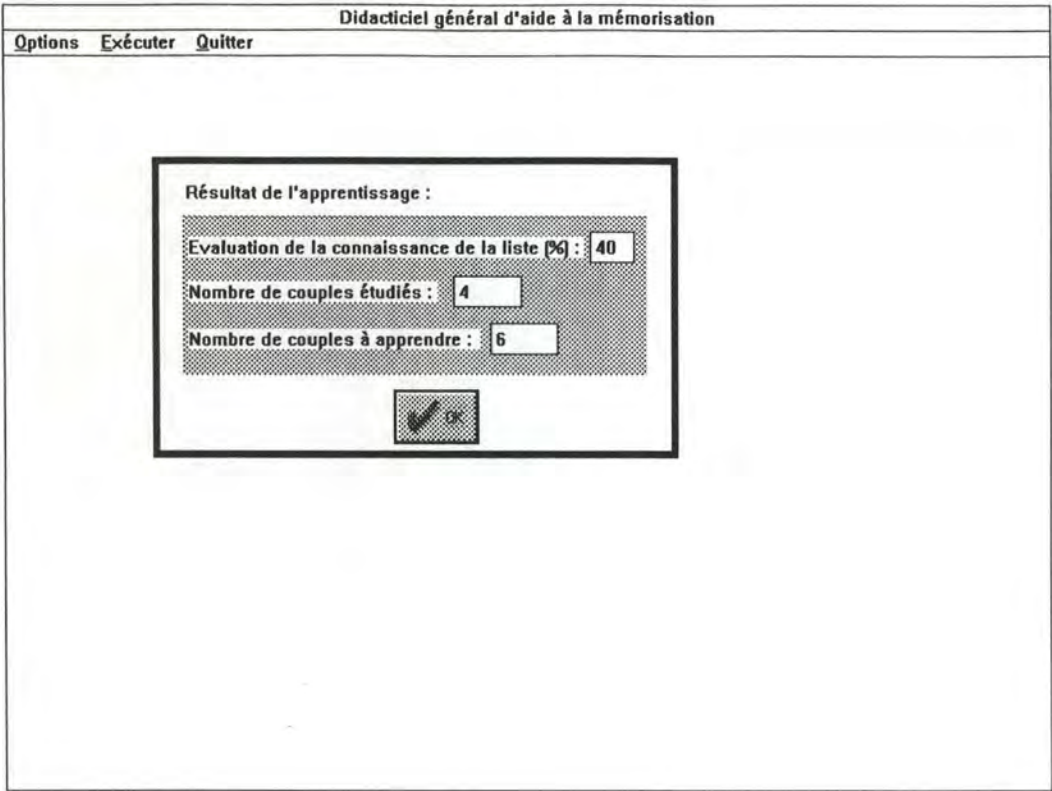 Didacticiel général d'aide à la mémorisation
Options Exécuter Quitter
Résultat de l'apprentissage :
Evaluation de la connaissance de la liste (%) : 40
Nombre de couples étudiés : 4
Nombre de couples à apprendre : 6
OK